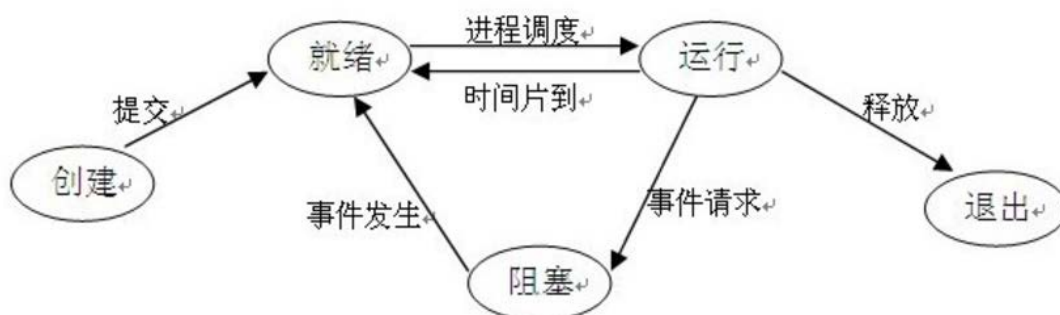 进程调度
就绪
运行
时间片到
提交
释放
创建
事件发生
事件请求
退出
阻塞